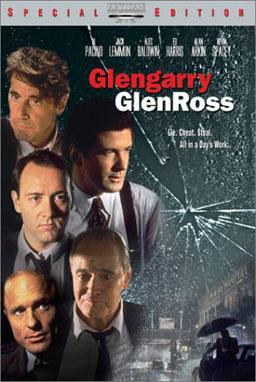 SPECIAL EDITION
AL PACINO JACK LEMMON ALEC BALDWIN ED HARRIS ALAN ARKIN KEVIN SPACEY
Glengarry
GlenRoss
Lie. Cheat. Steal.
All in a Day's Work.